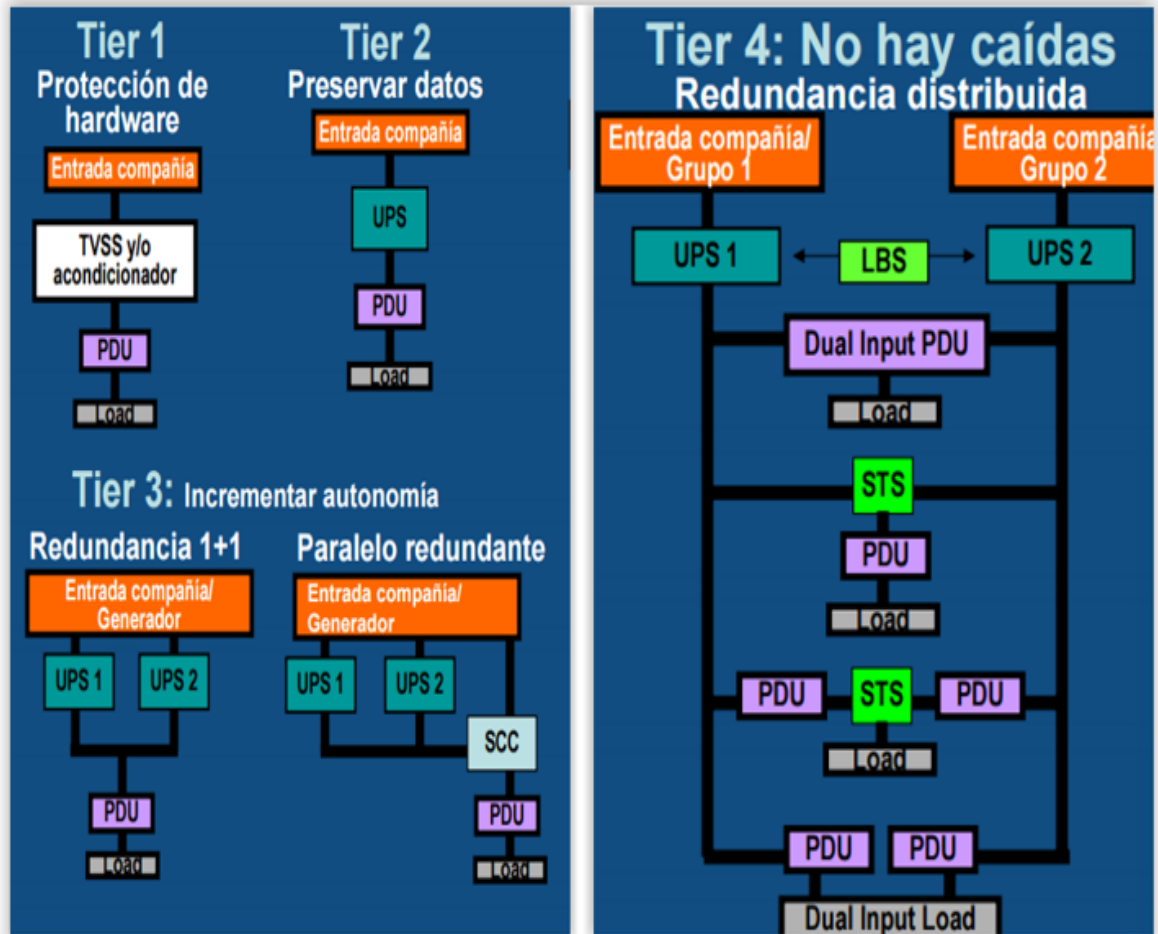 Tier 1
Protección de
hardware
Entrada compañía
TVSS y/o
acondicionador
PDU
Load
Tier 2
Preservar datos
Entrada compañía
UPS
PDU
Load
Tier 3: Incrementar autonomía
Redundancia 1+1
Entrada compañía/
Generador
UPS 1
UPS 2
PDU
Load
Paralelo redundante
Entrada compañía/
Generador
UPS 1
UPS 2
SCC
PDU
Load
Tier 4: No hay caídas
Redundancia distribuida
Entrada compañía/
Grupo 1
Entrada compañía
Grupo 2
UPS 1
LBS
UPS 2
Dual Input PDU
Load
STS
PDU
Load
PDU
STS
PDU
Load
PDU
PDU
Dual Input Load